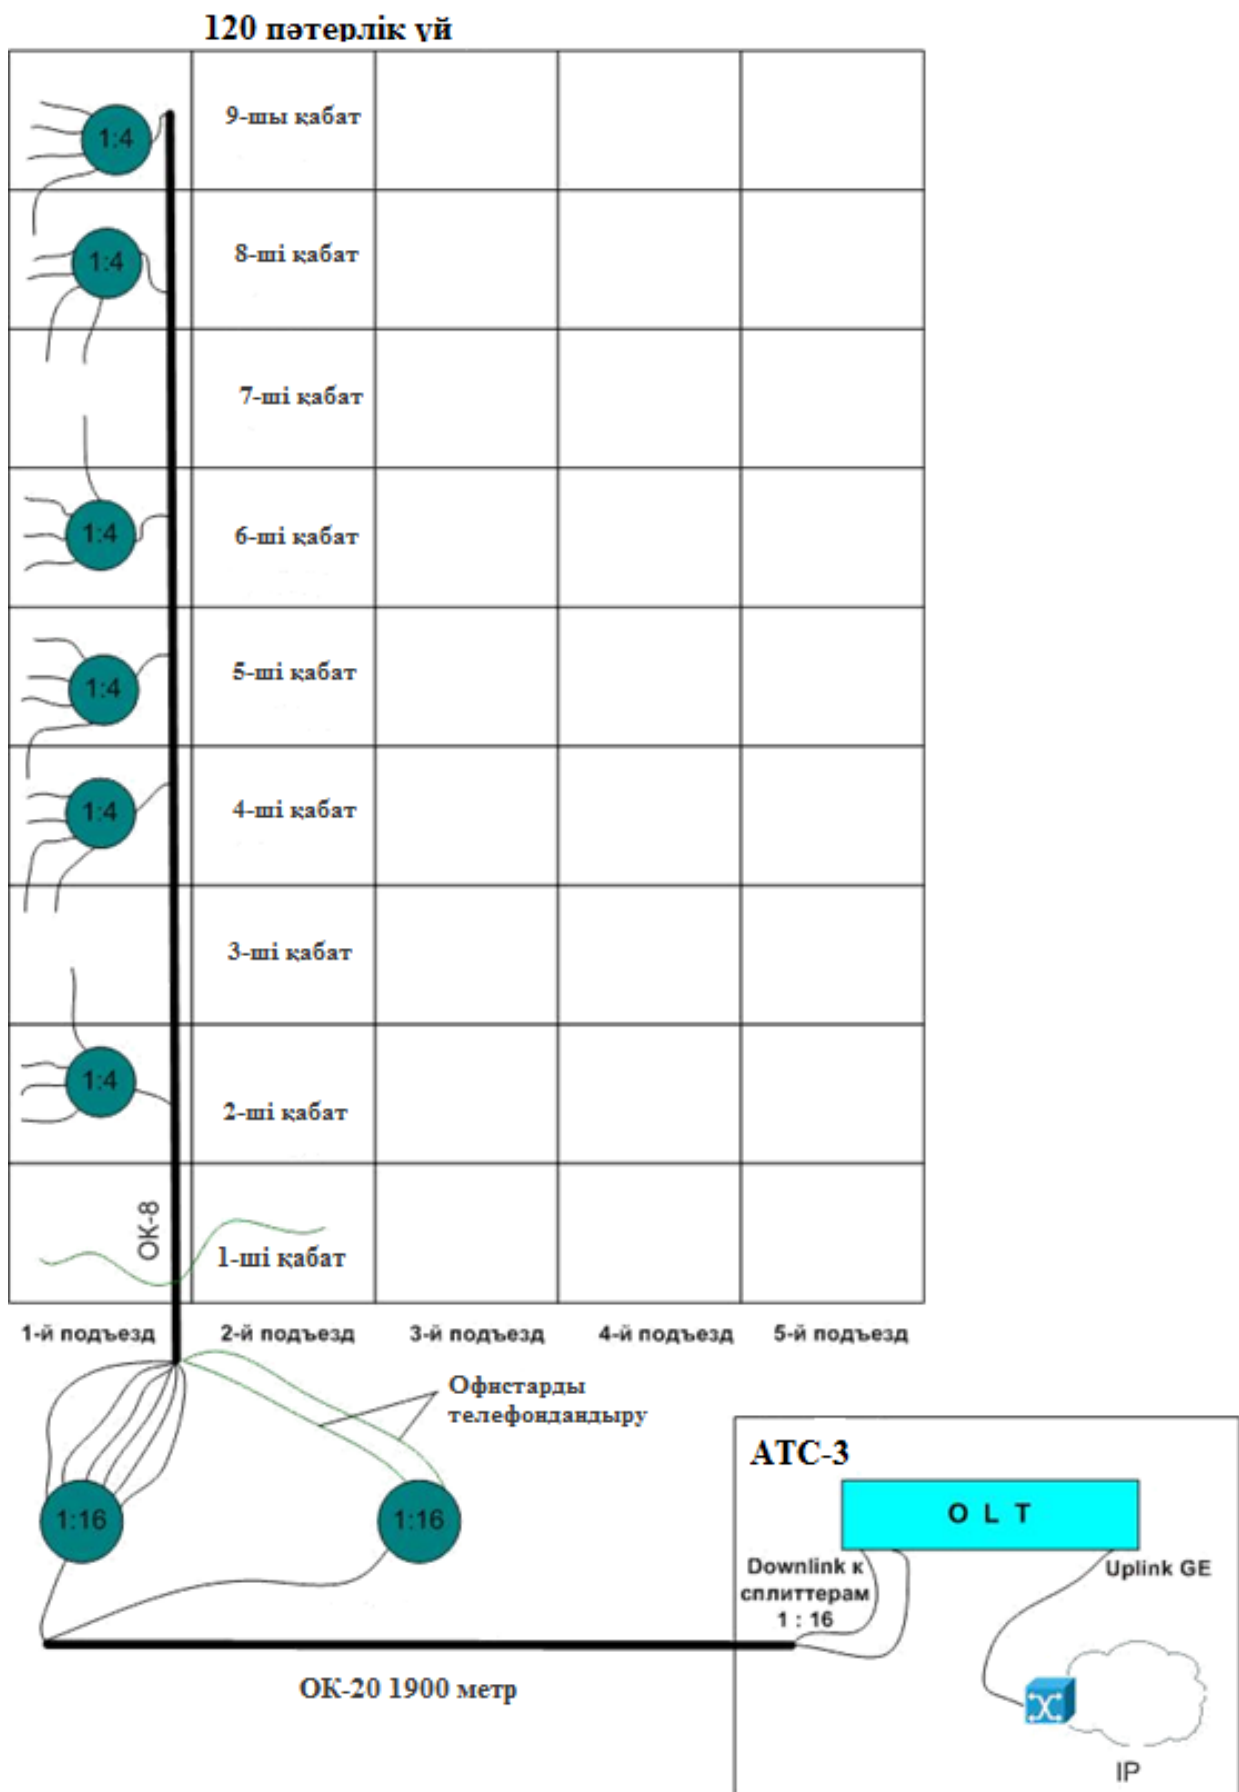 120 пәтерлік үй
1:4
9-шы қабат
1:4
8-ші қабат
7-ші қабат
1:4
6-ші қабат
1:4
5-ші қабат
1:4
4-ші қабат
3-ші қабат
1:4
2-ші қабат
ОК-8
1-ші қабат
1-й подъезд
2-й подъезд
3-й подъезд
4-й подъезд
5-й подъезд
Офистарды
телефондандыру
1:16
1:16
АТС-3
O L T
Downlink к
сплиттерам
1 : 16
Uplink GE
ОК-20 1900 метр
IP